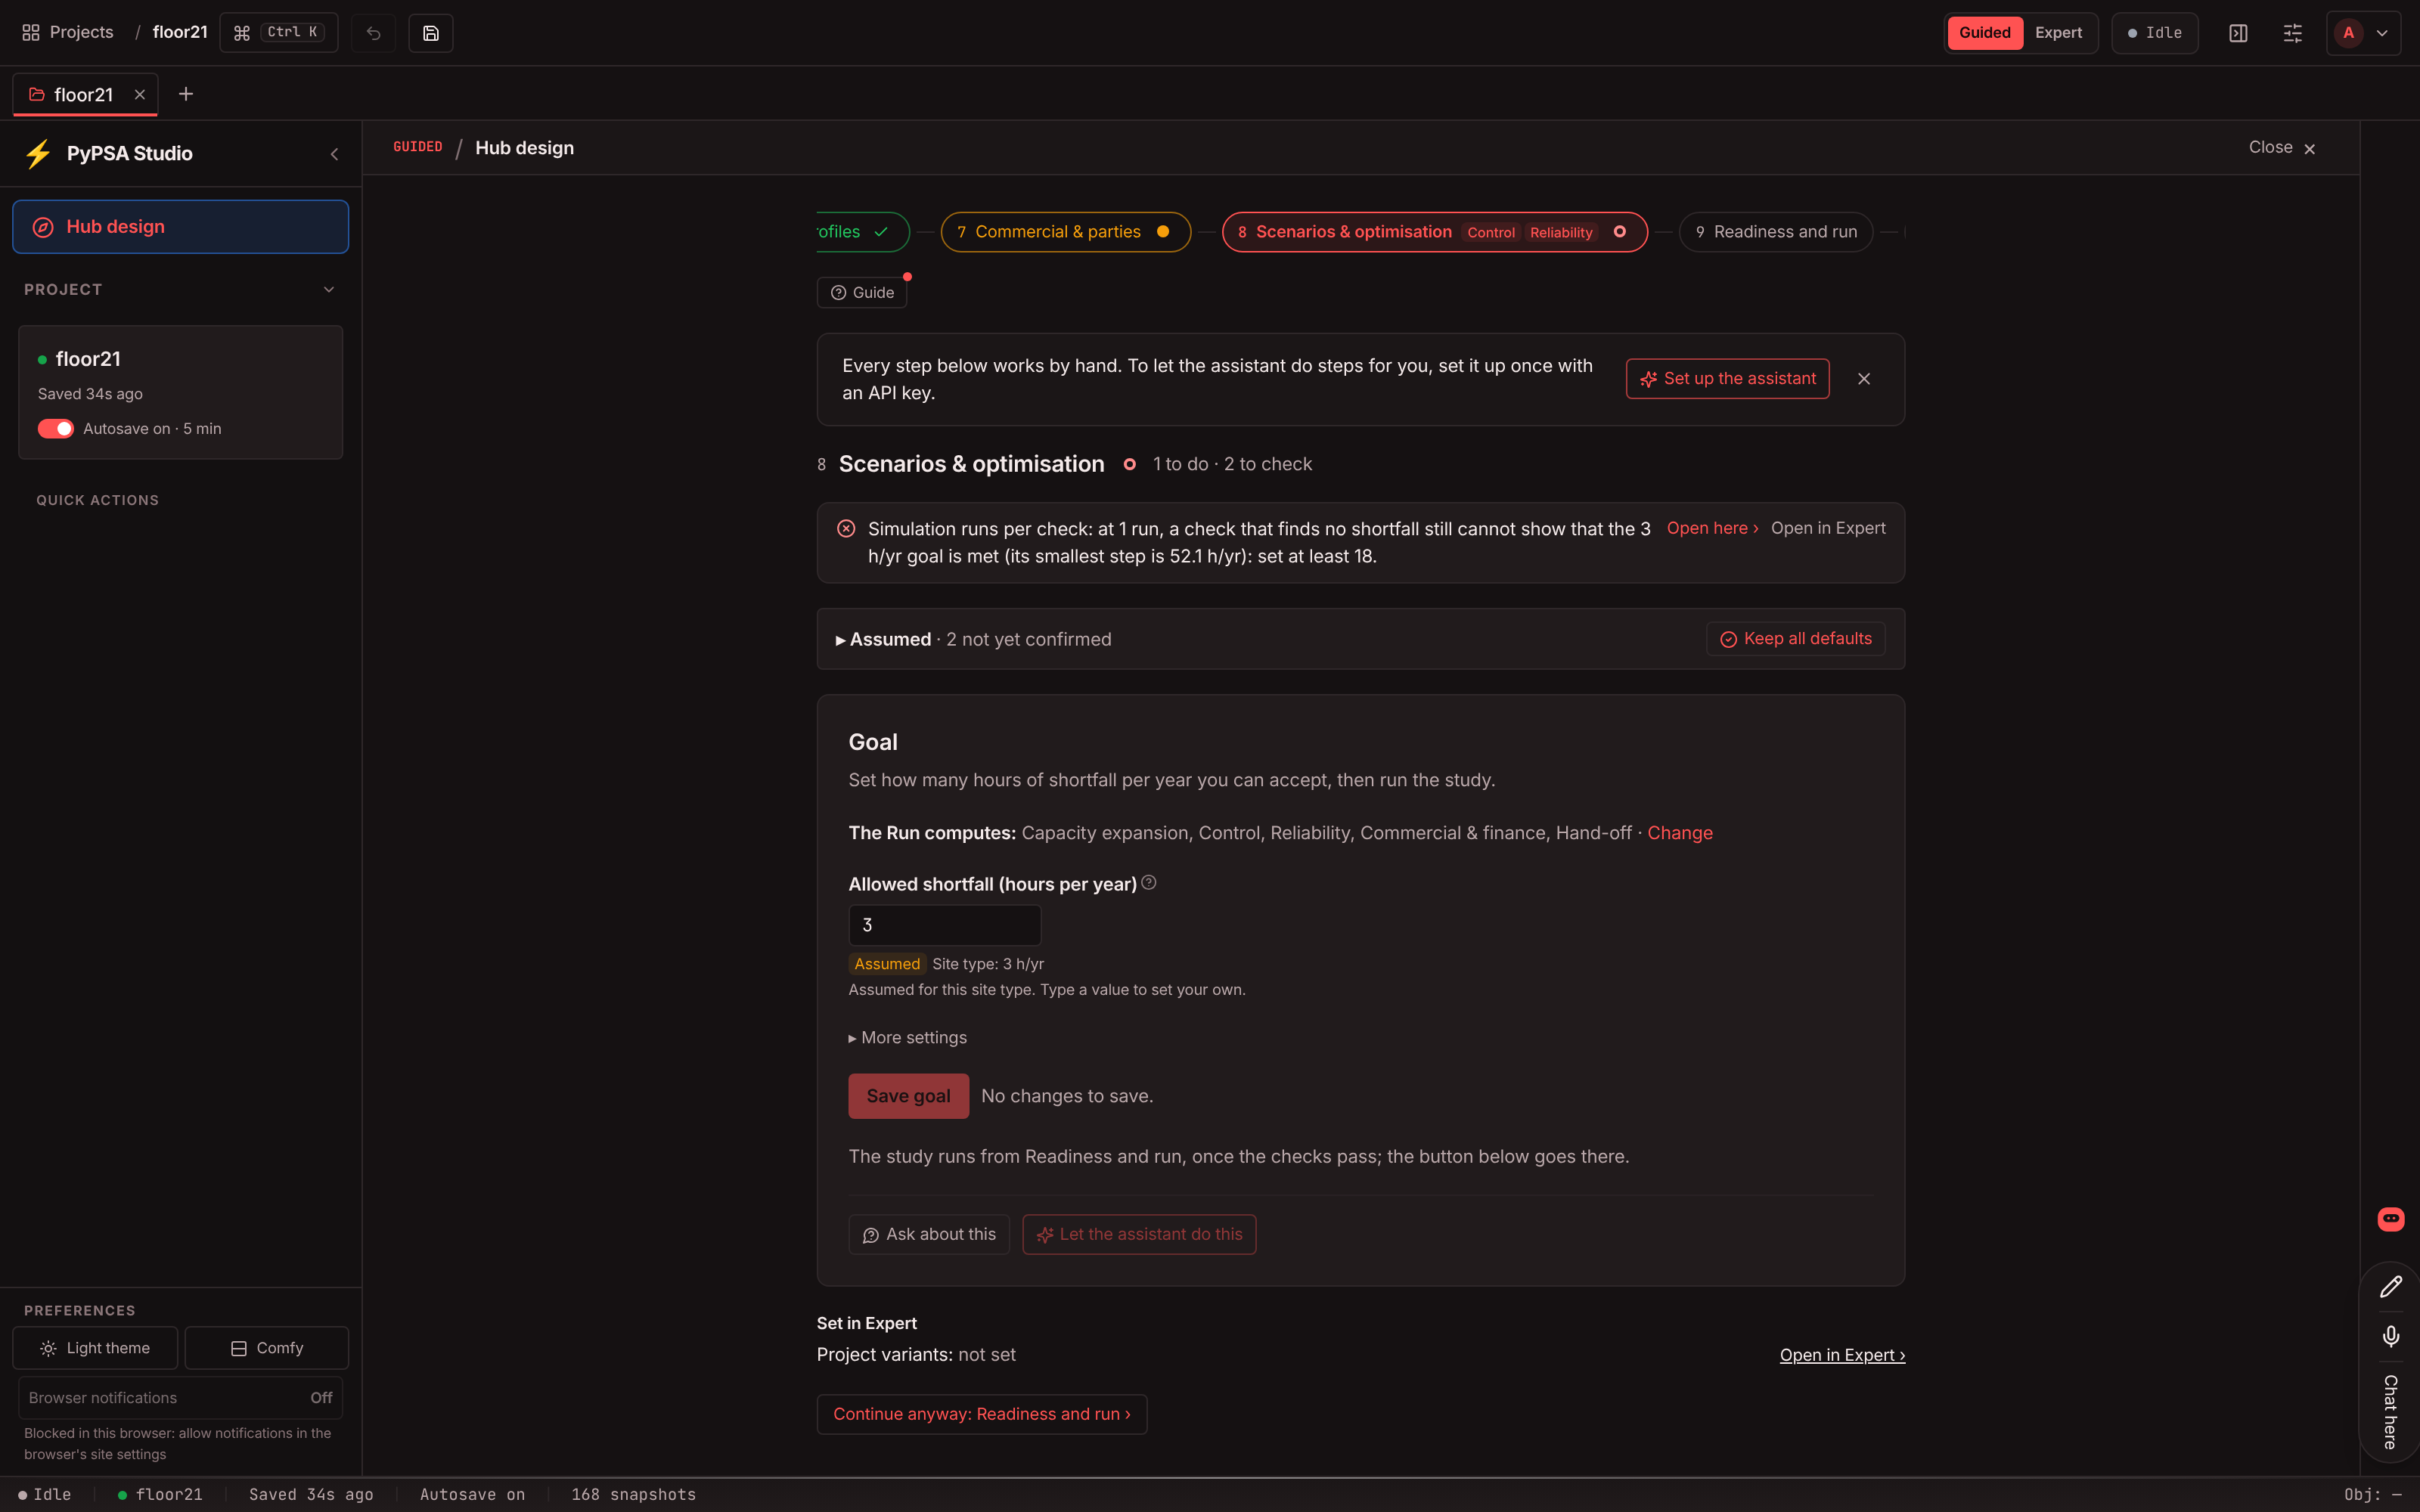 Projects / floor21 Ctrl K Guided Expert Idle A
floor21
PyPSA Studio
GUIDED / Hub design Close
Hub design
PROJECT
floor21
Saved 34s ago
Autosave on · 5 min
QUICK ACTIONS
ofiles 7 Commercial & parties 8 Scenarios & optimisation Control Reliability 9 Readiness and run
Guide
Every step below works by hand. To let the assistant do steps for you, set it up once with
an API key.
Set up the assistant
8 Scenarios & optimisation 1 to do · 2 to check
Simulation runs per check: at 1 run, a check that finds no shortfall still cannot show that the 3
h/yr goal is met (its smallest step is 52.1 h/yr): set at least 18.
Open here › Open in Expert
▸ Assumed · 2 not yet confirmed Keep all defaults
Goal
Set how many hours of shortfall per year you can accept, then run the study.
The Run computes: Capacity expansion, Control, Reliability, Commercial & finance, Hand-off · Change
Allowed shortfall (hours per year)
3
Assumed Site type: 3 h/yr
Assumed for this site type. Type a value to set your own.
▸ More settings
Save goal No changes to save.
The study runs from Readiness and run, once the checks pass; the button below goes there.
Ask about this Let the assistant do this
Set in Expert
Project variants: not set Open in Expert ›
Continue anyway: Readiness and run ›
PREFERENCES
Light theme Comfy
Browser notifications Off
Blocked in this browser: allow notifications in the
browser's site settings
Chat here
Idle floor21 Saved 34s ago Autosave on 168 snapshots Obj: —